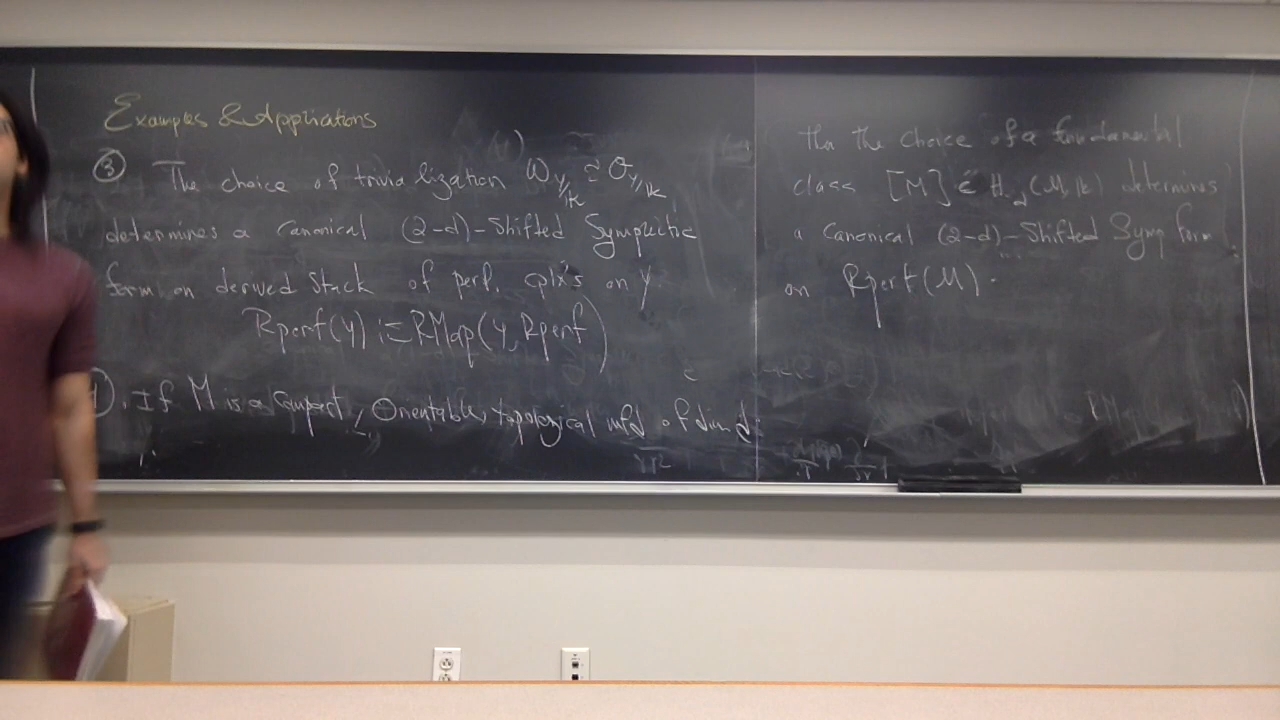 Examples & Applications
③ The choice of trivialization ω_{Y/k} ≅ O_{Y/k}
determines a canonical (2-d)-Shifted Symplectic
form on derived Stack of perf. cplx's on Y
Rperf(Y) := RMap(Y, Rperf)
If M is a compact, Orientable, topological mfd of dim d.
the choice of a fundamental
class [M] ∈ H_d(M, k) determines
a Canonical (2-d)-Shifted Symp form
on Rperf(M).